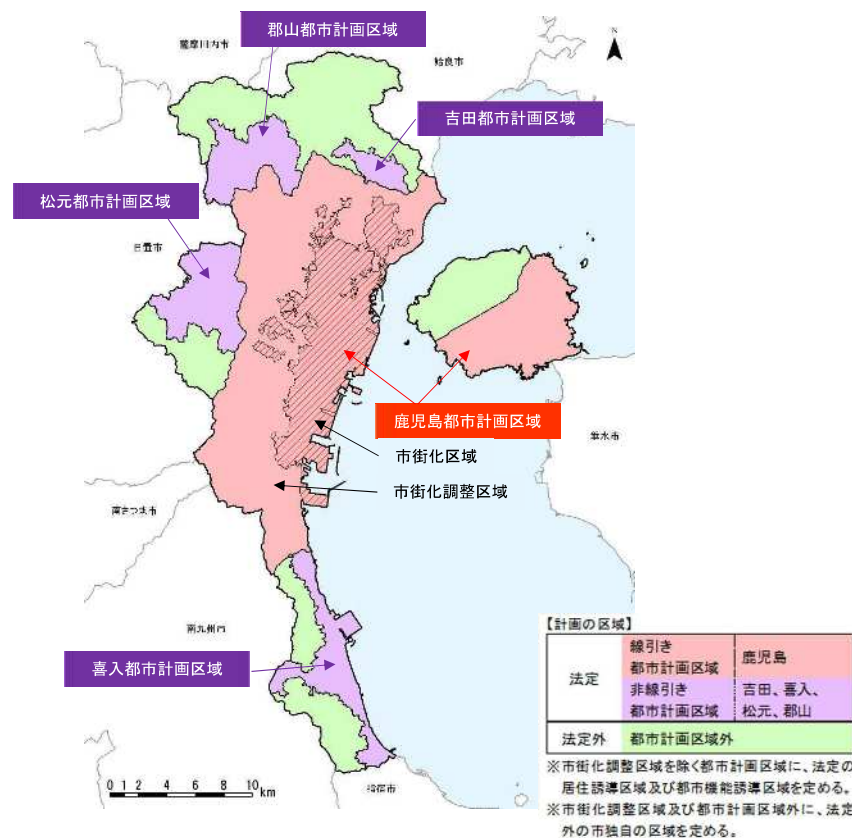 郡山都市計画区域
薩摩川内市
姶良市
N
吉田都市計画区域
松元都市計画区域
日置市
鹿児島都市計画区域
垂水市
市街化区域
市街化調整区域
南さつま市
南九州市
喜入都市計画区域
指宿市
0 1 2 4 6 8 10
km
【計画の区域】
法定
線引き
都市計画区域
鹿児島
非線引き
都市計画区域
吉田、喜入、
松元、郡山
法定外
都市計画区域外
※市街化調整区域を除く都市計画区域に、法定の
居住誘導区域及び都市機能誘導区域を定める。
※市街化調整区域及び都市計画区域外に、法定
外の市独自の区域を定める。